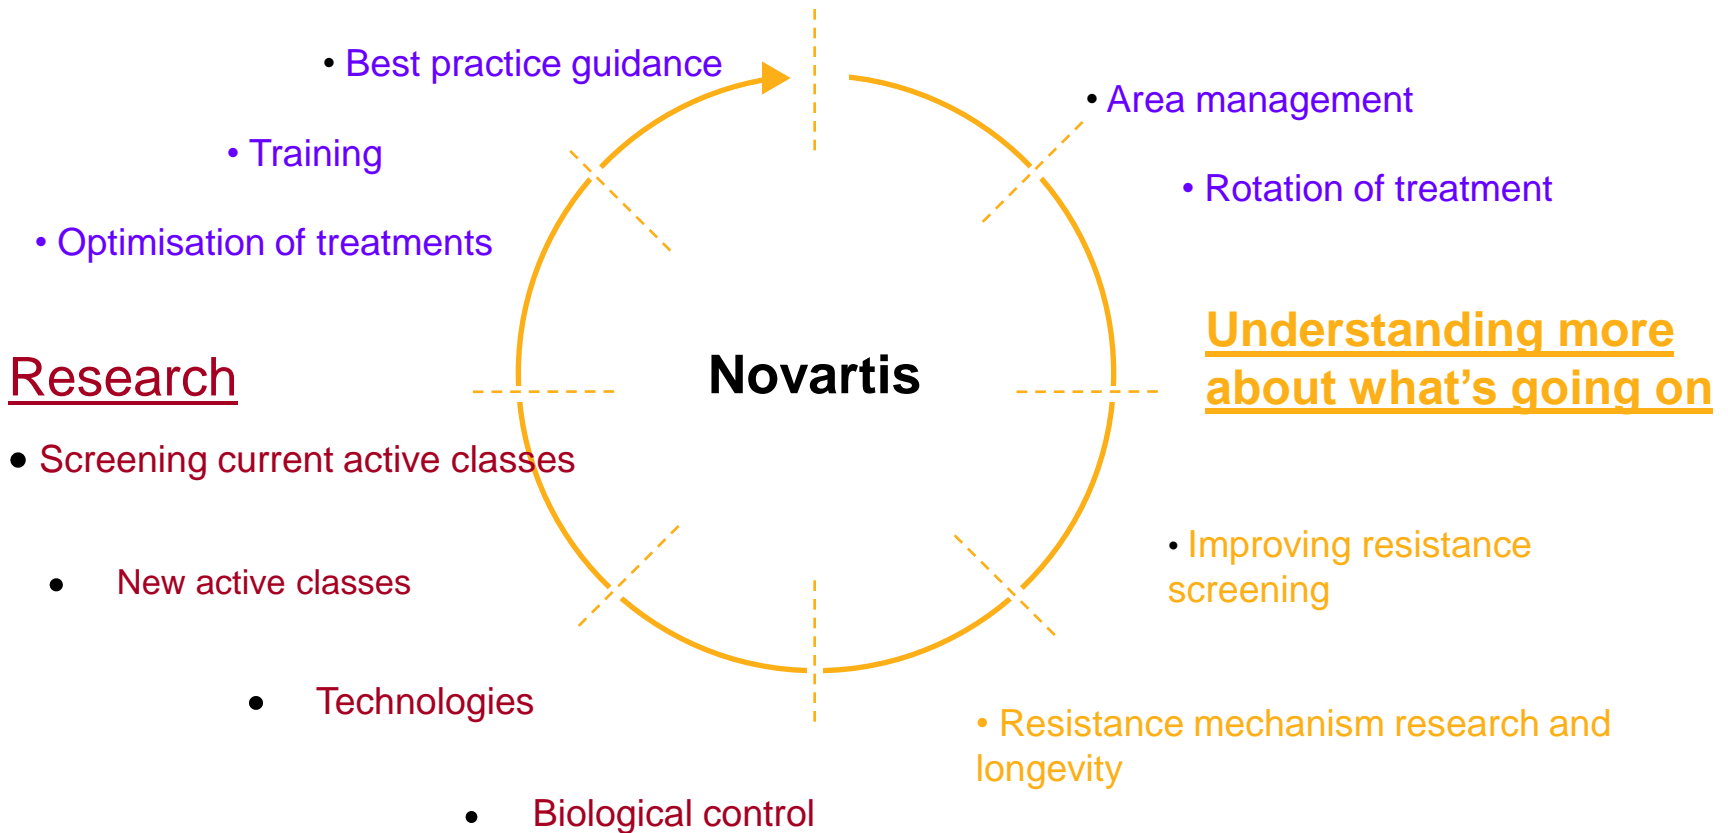 • Best practice guidance
• Training
• Optimisation of treatments
• Area management
• Rotation of treatment
Novartis
Understanding more
about what’s going on
• Improving resistance
screening
• Resistance mechanism research and
longevity
Research
• Screening current active classes
• New active classes
• Technologies
• Biological control